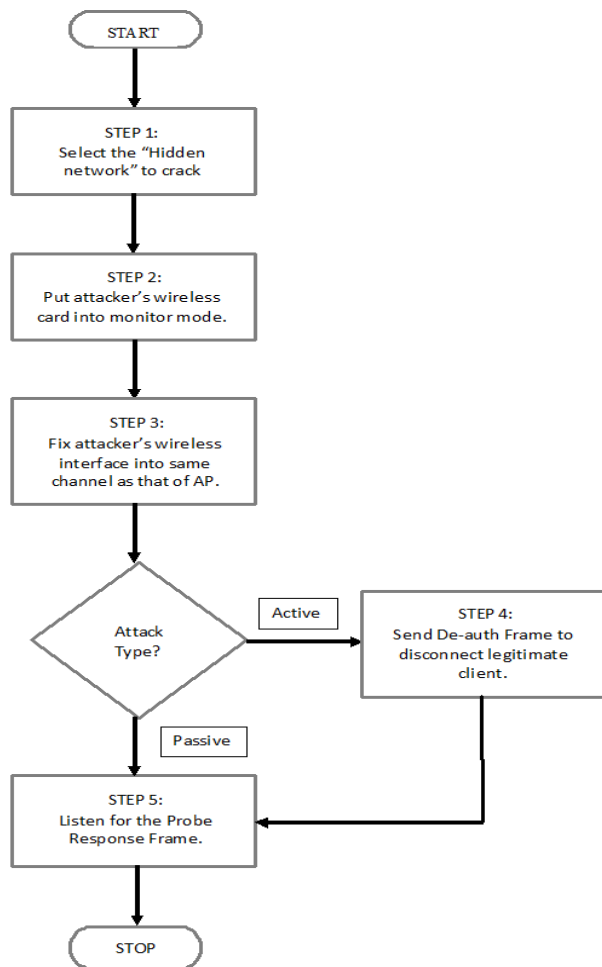 START
STEP 1:
Select the “Hidden
network” to crack
STEP 2:
Put attacker’s wireless
card into monitor mode.
STEP 3:
Fix attacker’s wireless
interface into same
channel as that of AP.
Attack
Type?
Active
STEP 4:
Send De-auth Frame to
disconnect legitimate
client.
Passive
STEP 5:
Listen for the Probe
Response Frame.
STOP